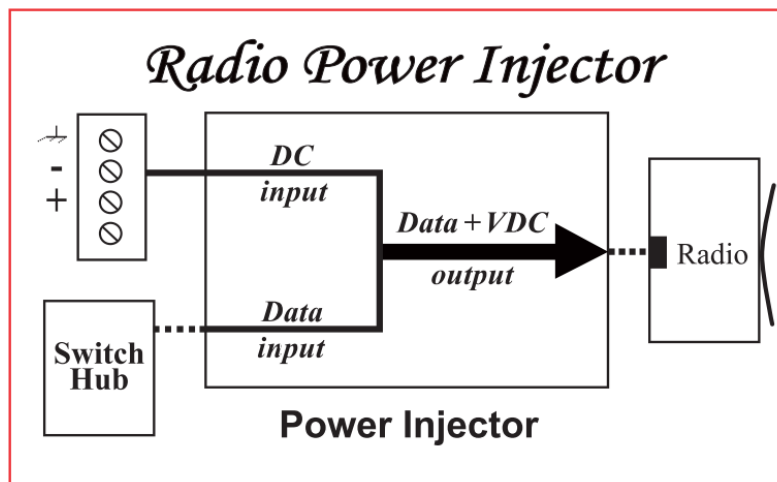 Radio Power Injector
-
+
DC
input
Data + VDC
output
Radio
Data
input
Switch
Hub
Power Injector